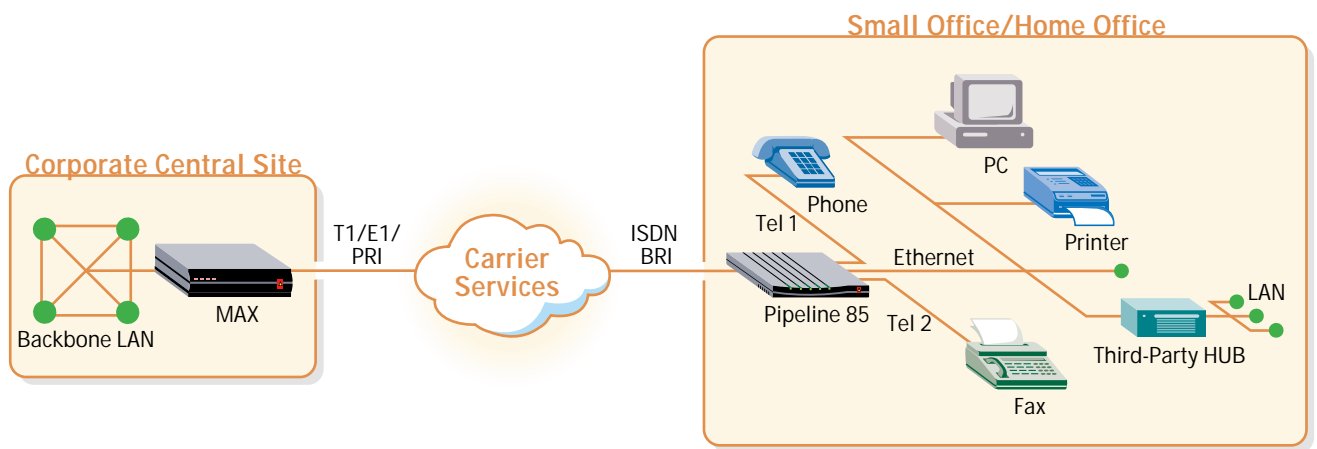 Small Office/Home Office
Corporate Central Site
Backbone LAN
MAX
T1/E1/
PRI
Carrier
Services
ISDN
BRI
Pipeline 85
Tel 1
Phone
PC
Printer
Ethernet
Tel 2
Fax
LAN
Third-Party HUB